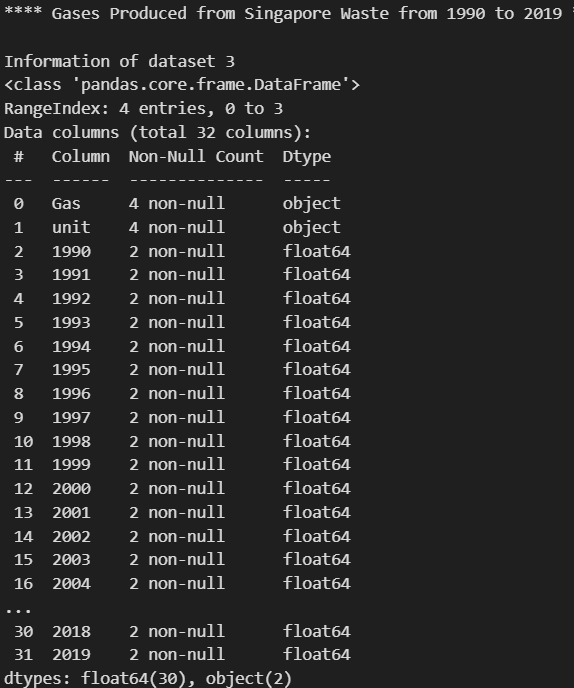 **** Gases Produced from Singapore Waste from 1990 to 2019
Information of dataset 3
<class 'pandas.core.frame.DataFrame'>
RangeIndex: 4 entries, 0 to 3
Data columns (total 32 columns):
 #   Column  Non-Null Count  Dtype
---  ------  --------------  -----
 0   Gas     4 non-null      object
 1   unit    4 non-null      object
 2   1990    2 non-null      float64
 3   1991    2 non-null      float64
 4   1992    2 non-null      float64
 5   1993    2 non-null      float64
 6   1994    2 non-null      float64
 7   1995    2 non-null      float64
 8   1996    2 non-null      float64
 9   1997    2 non-null      float64
 10  1998    2 non-null      float64
 11  1999    2 non-null      float64
 12  2000    2 non-null      float64
 13  2001    2 non-null      float64
 14  2002    2 non-null      float64
 15  2003    2 non-null      float64
 16  2004    2 non-null      float64
...
 30  2018    2 non-null      float64
 31  2019    2 non-null      float64
dtypes: float64(30), object(2)